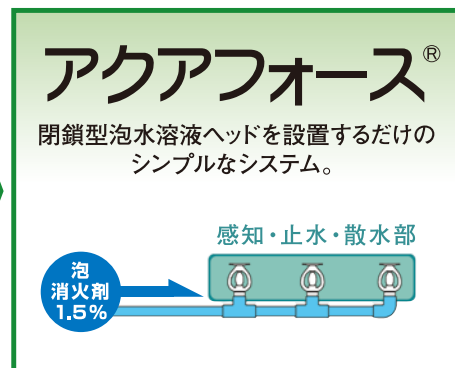 アクアフォース®
閉鎖型泡水溶液ヘッドを設置するだけの
シンプルなシステム。
感知・止水・散水部
泡
消火剤
1.5%